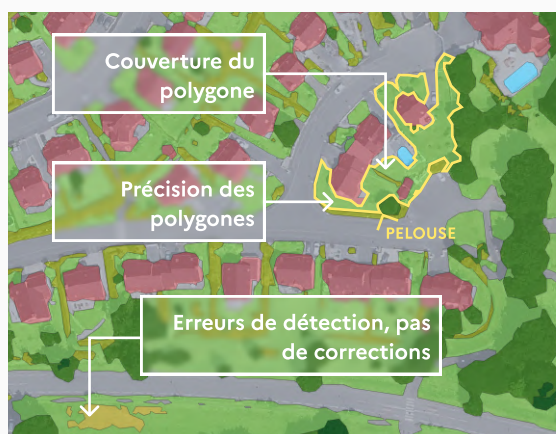 Couverture du
polygone
Précision des
polygones
PELOUSE
Erreurs de détection, pas
de corrections